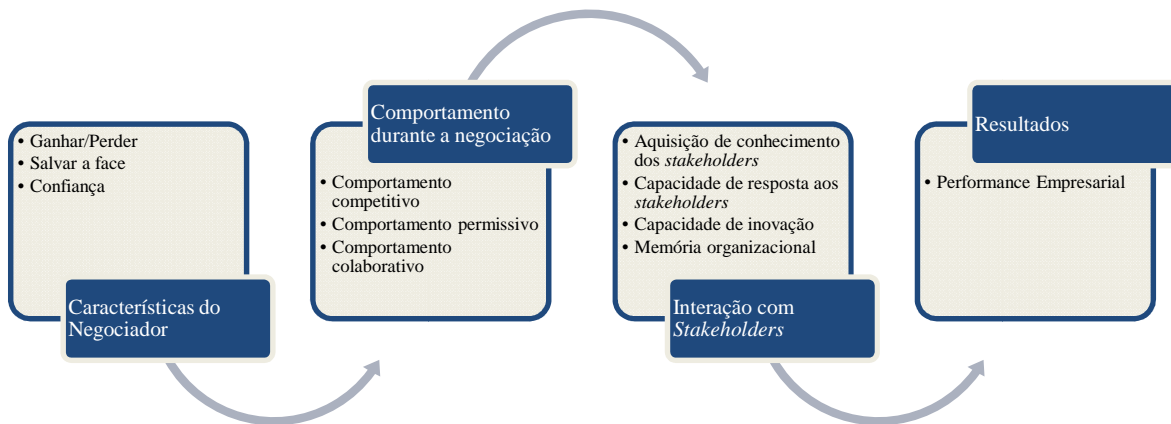 • Ganhar/Perder
• Salvar a face
• Confiança
Características do
Negociador
Comportamento
durante a negociação
• Comportamento
competitivo
• Comportamento permissivo
• Comportamento
colaborativo
• Aquisição de conhecimento
dos stakeholders
• Capacidade de resposta aos
stakeholders
• Capacidade de inovação
• Memória organizacional
Interação com
Stakeholders
Resultados
• Performance Empresarial